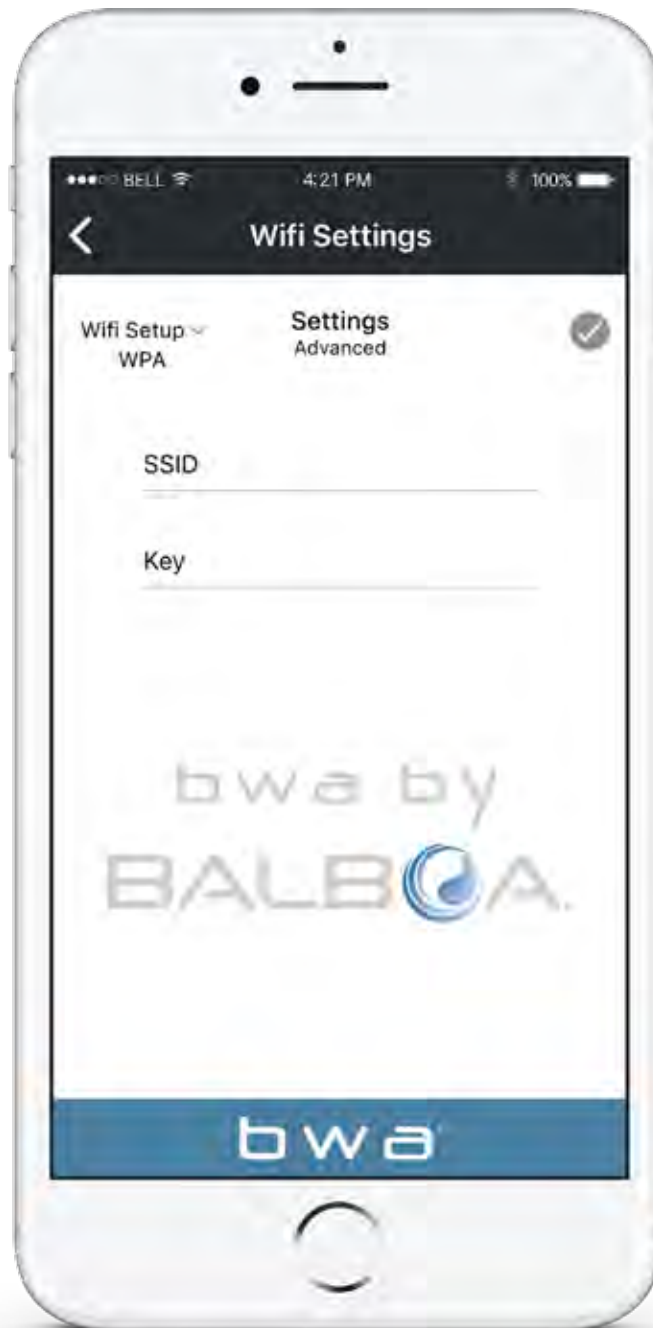 BELL 4:21 PM 100%
Wifi Settings
Wifi Setup Settings
WPA Advanced
SSID
Key
bwa by
BALBOA.
bwa